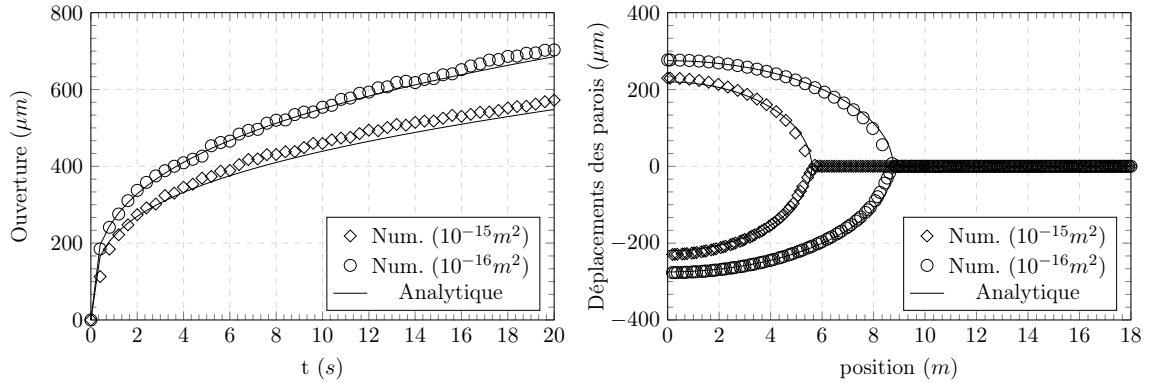 800
600
400
200
0
Ouverture (μm)
0 2 4 6 8 10 12 14 16 18 20
t (s)
Num. (10⁻¹⁵m²)
Num. (10⁻¹⁶m²)
Analytique
400
200
0
−200
−400
Déplacements des parois (μm)
0 2 4 6 8 10 12 14 16 18
position (m)
Num. (10⁻¹⁵m²)
Num. (10⁻¹⁶m²)
Analytique